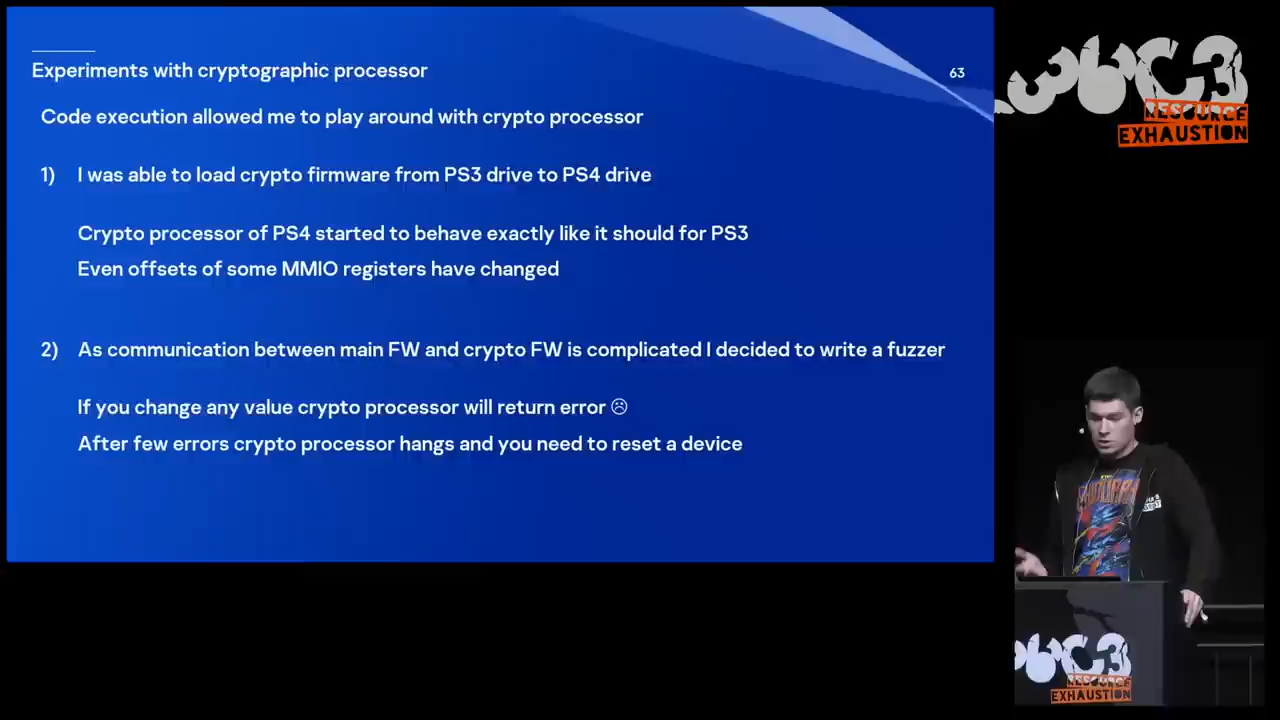 Experiments with cryptographic processor
63
Code execution allowed me to play around with crypto processor
1) I was able to load crypto firmware from PS3 drive to PS4 drive
Crypto processor of PS4 started to behave exactly like it should for PS3
Even offsets of some MMIO registers have changed
2) As communication between main FW and crypto FW is complicated I decided to write a fuzzer
If you change any value crypto processor will return error ☹
After few errors crypto processor hangs and you need to reset a device
36C3
RESOURCE
EXHAUSTION
36C3
RESOURCE
EXHAUSTION